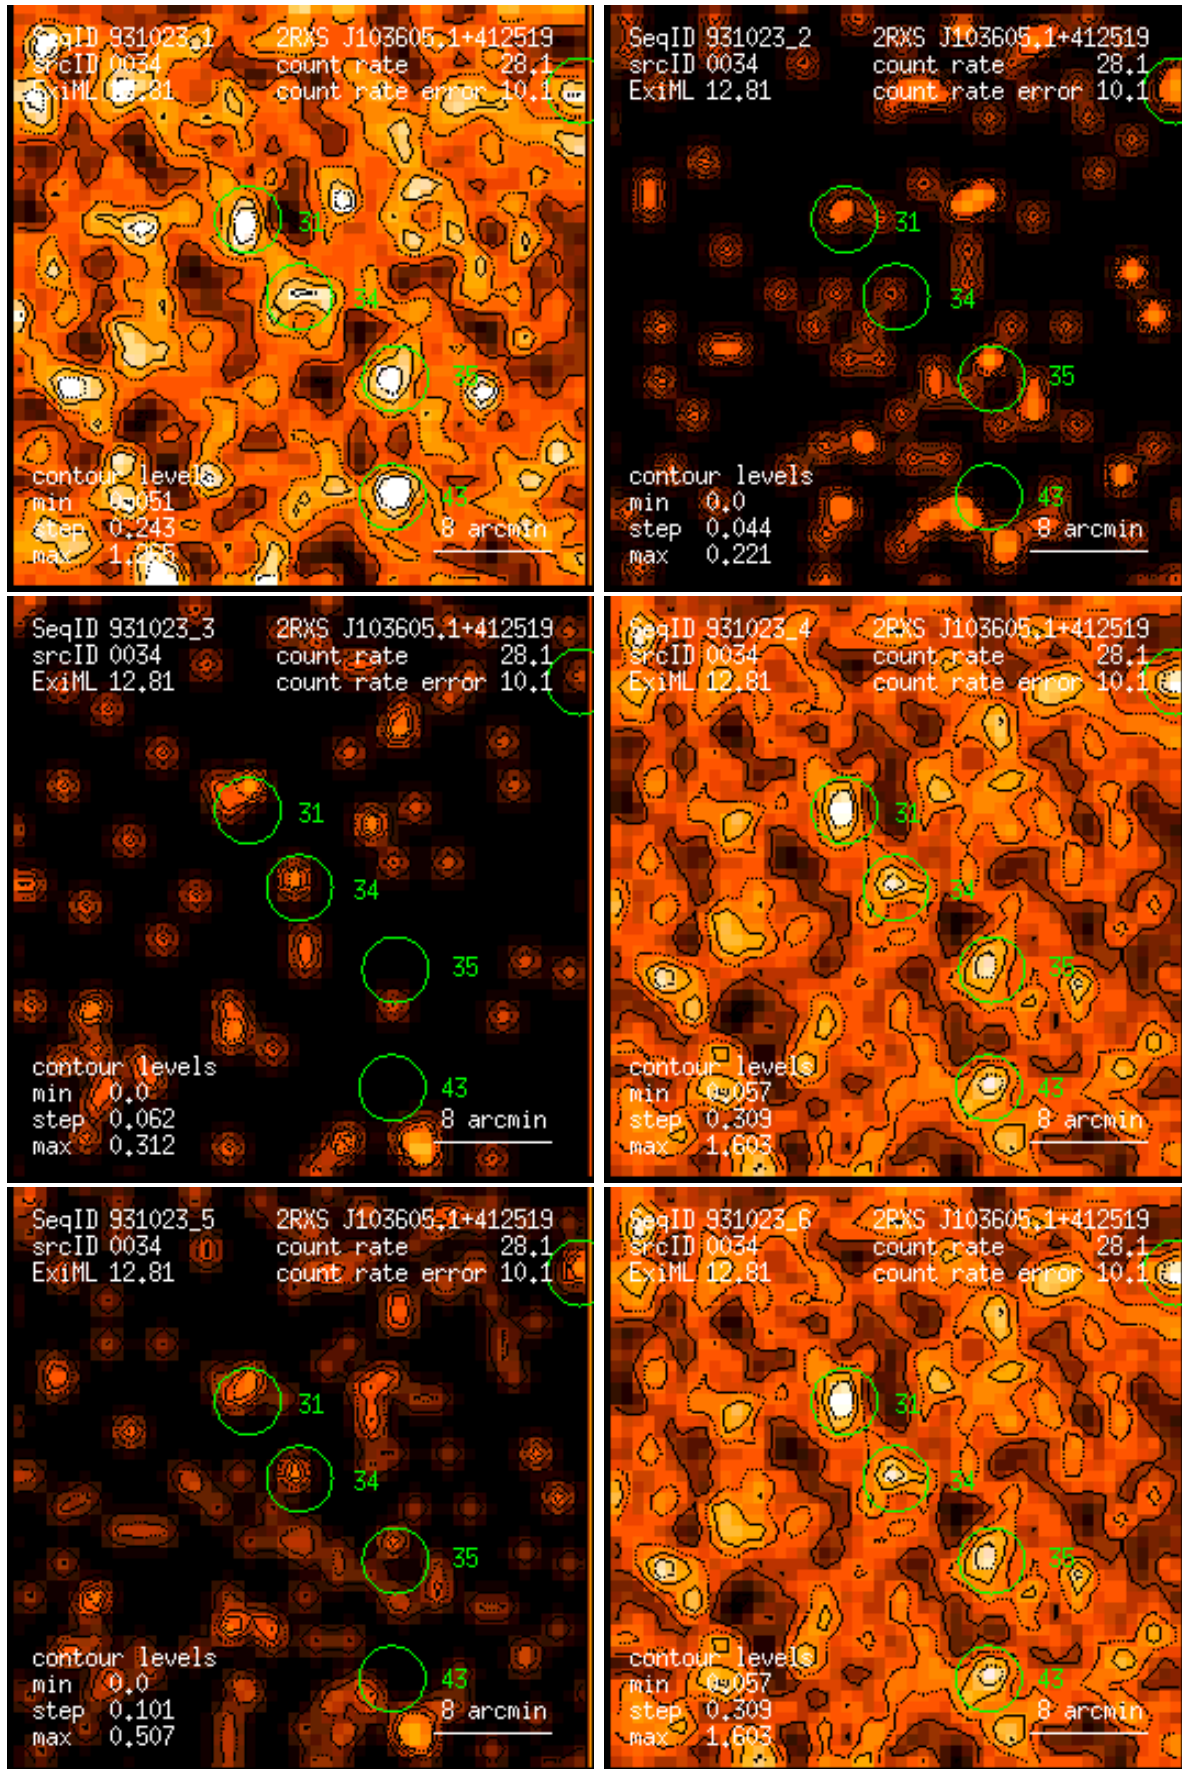 SeqID 931023_1 2RXS J103605.1+412519
srcID 0034 count rate 28.1
ExiML 12.81 count rate error 10.1
31
34
35
43
contour levels
min 0.051
step 0.243 8 arcmin
max
SeqID 931023_2 2RXS J103605.1+412519
srcID 0034 count rate 28.1
ExiML 12.81 count rate error 10.1
31
34
35
contour levels
43
min 0.0
step 0.044 8 arcmin
max 0.221
SeqID 931023_3 2RXS J103605.1+412519
srcID 0034 count rate 28.1
ExiML 12.81 count rate error 10.1
31
34
35
contour levels
43
min 0.0
step 0.062 8 arcmin
max 0.312
SeqID 931023_4 2RXS J103605.1+412519
srcID 0034 count rate 28.1
ExiML 12.81 count rate error 10.1
31
34
35
contour levels
43
min 0.057
step 0.309 8 arcmin
max 1.603
SeqID 931023_5 2RXS J103605.1+412519
srcID 0034 count rate 28.1
ExiML 12.81 count rate error 10.1
31
34
35
contour levels
43
min 0.0
step 0.101 8 arcmin
max 0.507
SeqID 931023_6 2RXS J103605.1+412519
srcID 0034 count rate 28.1
ExiML 12.81 count rate error 10.1
31
34
35
contour levels
43
min 0.057
step 0.309 8 arcmin
max 1.603